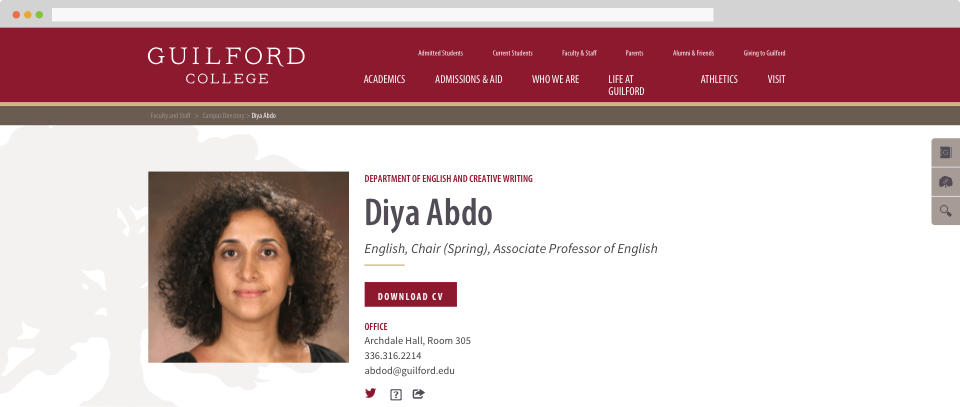 GUILFORD
COLLEGE
Admitted Students Current Students Faculty & Staff Parents Alumni & Friends Giving to Guilford
ACADEMICS ADMISSIONS & AID WHO WE ARE LIFE AT ATHLETICS VISIT
GUILFORD
Faculty and Staff > Campus Directory > Diya Abdo
DEPARTMENT OF ENGLISH AND CREATIVE WRITING
Diya Abdo
English, Chair (Spring), Associate Professor of English
DOWNLOAD CV
OFFICE
Archdale Hall, Room 305
336.316.2214
abdod@guilford.edu